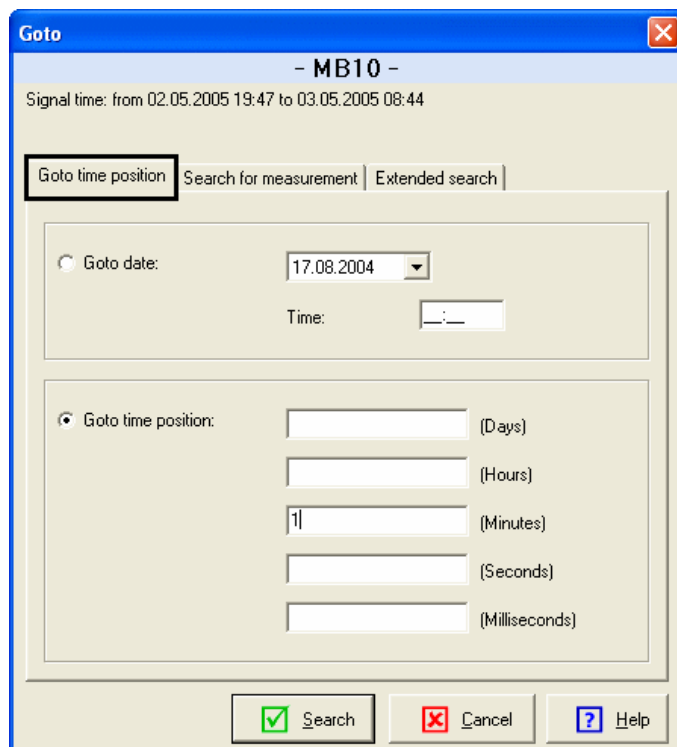 Goto
- MB10 -
Signal time: from 02.05.2005 19:47 to 03.05.2005 08:44
Goto time position Search for measurement Extended search
Goto date: 17.08.2004
Time: __:__
Goto time position: (Days)
(Hours)
1 (Minutes)
(Seconds)
(Milliseconds)
Search Cancel ? Help